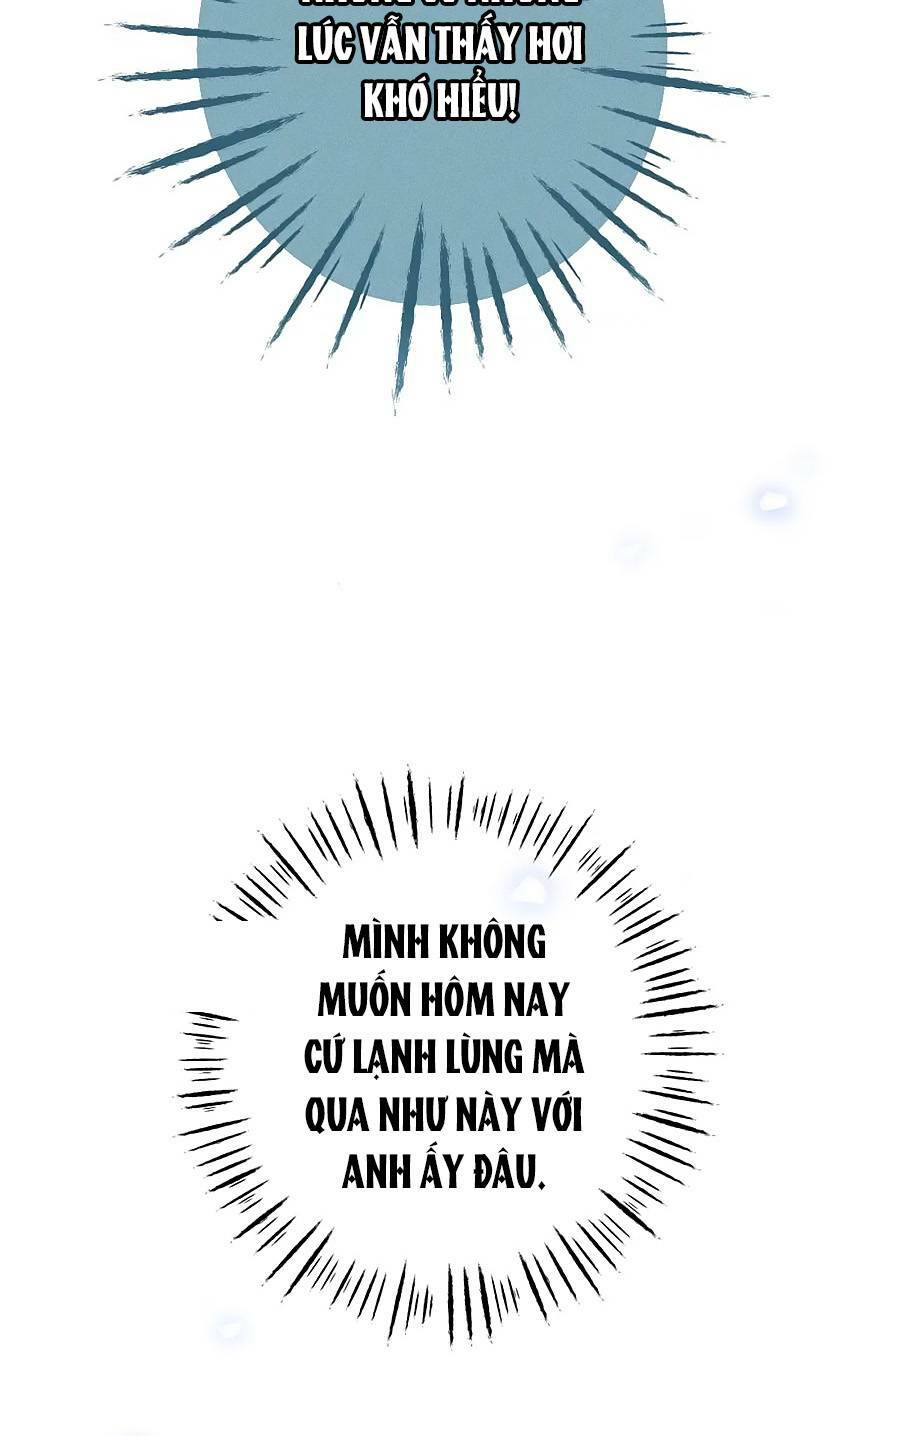 LÚC VẪN THẤY HƠI
KHÓ HIỂU!
MÌNH KHÔNG
MUỐN HÔM NAY
CỨ LẠNH LÙNG MÀ
QUA NHƯ NÀY VỚI
ANH ẤY ĐÂU.